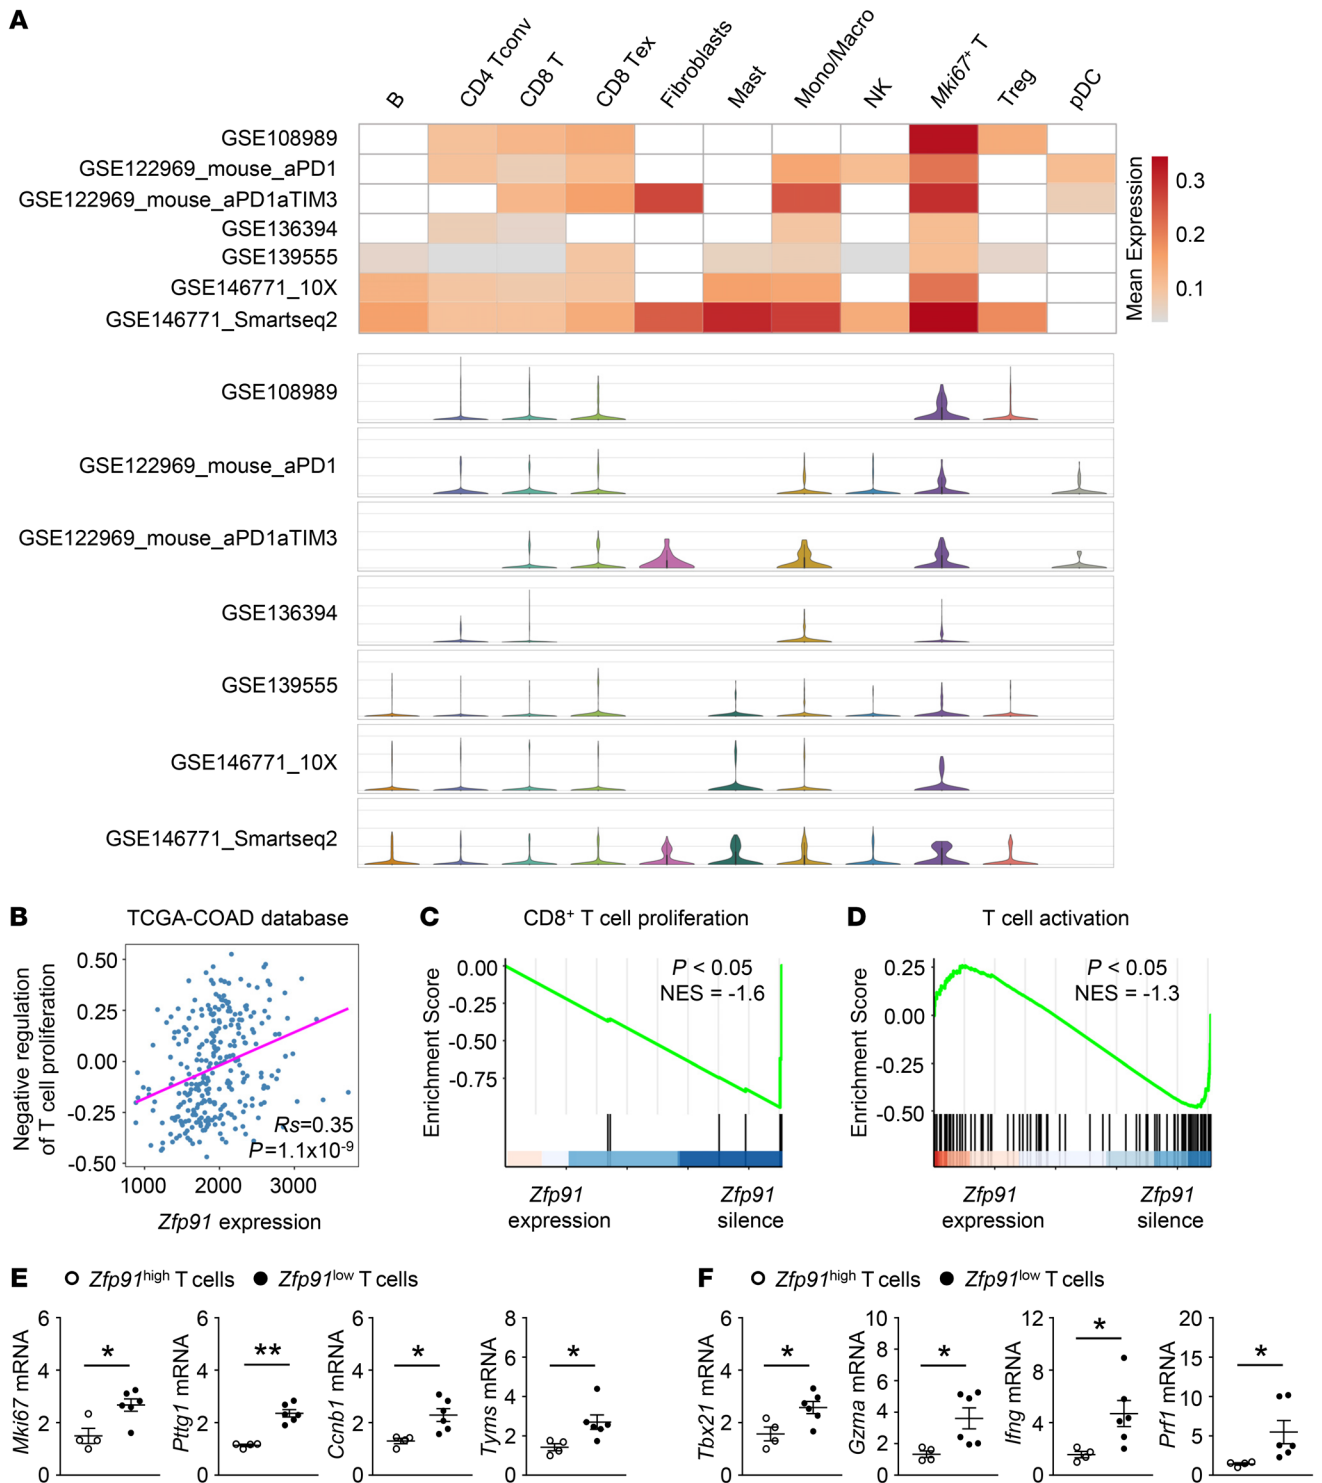 A
B
CD4 Tconv
CD8 T
CD8 Tex
Fibroblasts
Mast
Mono/Macro
NK
Mki67+ T
Treg
pDC
GSE108989
GSE122969_mouse_aPD1
GSE122969_mouse_aPD1aTIM3
GSE136394
GSE139555
GSE146771_10X
GSE146771_Smartseq2
Mean Expression
0.3
0.2
0.1
GSE108989
GSE122969_mouse_aPD1
GSE122969_mouse_aPD1aTIM3
GSE136394
GSE139555
GSE146771_10X
GSE146771_Smartseq2
B
TCGA-COAD database
Negative regulation
of T cell proliferation
0.50
0.25
0.00
-0.25
-0.50
Rs=0.35
P=1.1x10-9
1000
2000
3000
Zfp91 expression
C
CD8+ T cell proliferation
Enrichment Score
0.00
-0.25
-0.50
-0.75
P < 0.05
NES = -1.6
Zfp91
expression
Zfp91
silence
D
T cell activation
Enrichment Score
0.25
0.00
-0.25
-0.50
P < 0.05
NES = -1.3
Zfp91
expression
Zfp91
silence
E
Zfp91high T cells
Zfp91low T cells
Mki67 mRNA
6
4
2
0
*
Pttg1 mRNA
6
4
2
0
**
Ccnb1 mRNA
6
4
2
0
*
Tyms mRNA
8
6
4
2
0
*
F
Zfp91high T cells
Zfp91low T cells
Tbx21 mRNA
6
4
2
0
*
Gzma mRNA
10
8
6
4
2
0
*
Ifng mRNA
12
8
4
0
*
Prf1 mRNA
20
15
10
5
0
*